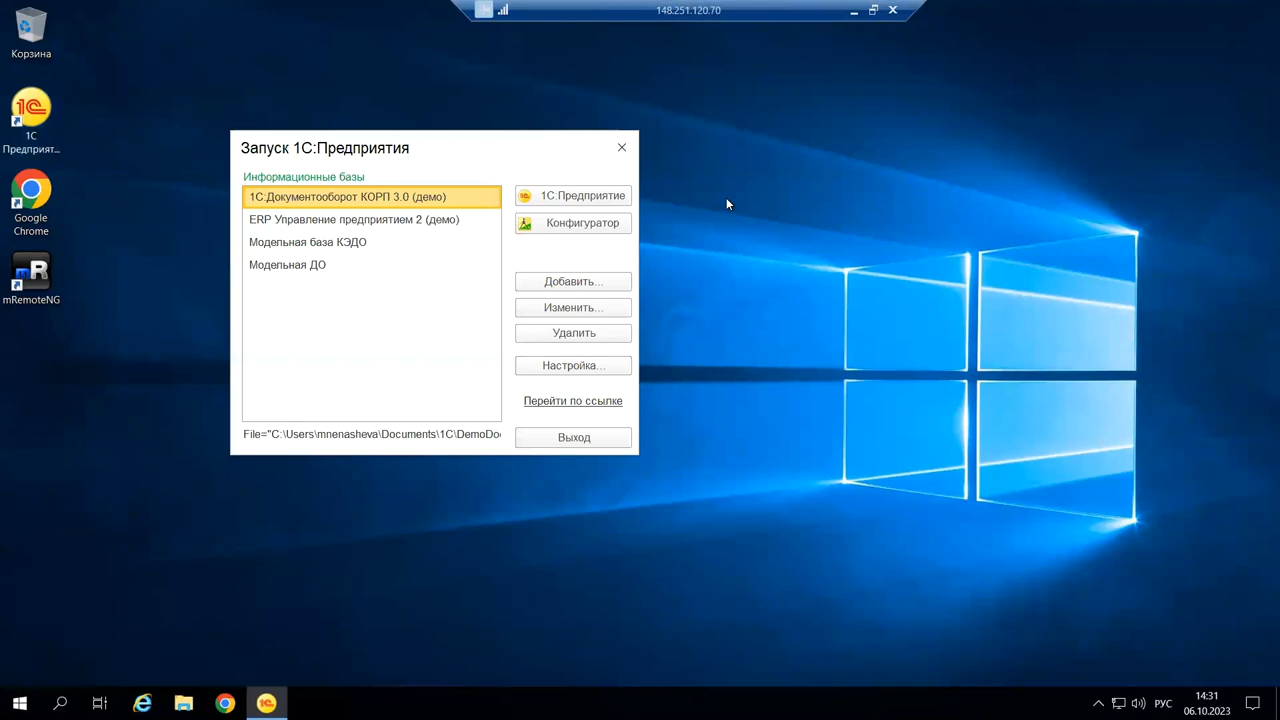 148.251.120.70
Корзина
1С
Предприят...
Google
Chrome
mRemoteNG
Запуск 1С:Предприятия
Информационные базы
1С:Документооборот КОРП 3.0 (демо)
ERP Управление предприятием 2 (демо)
Модельная база КЭДО
Модельная ДО
File="C:\Users\mnenasheva\Documents\1C\DemoDo
1С:Предприятие
Конфигуратор
Добавить...
Изменить...
Удалить
Настройка...
Перейти по ссылке
Выход
РУС
14:31
06.10.2023